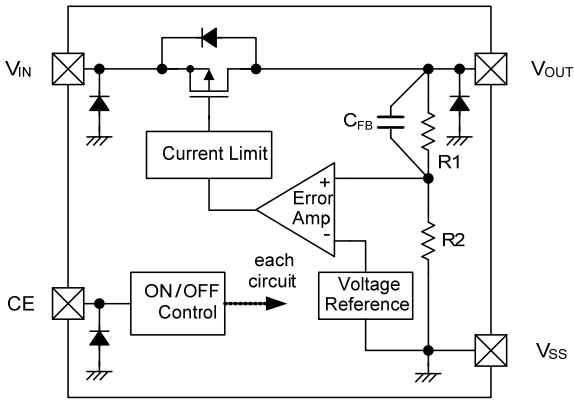 VIN
VOUT
CFB
R1
Current Limit
+
Error
Amp
-
R2
each
circuit
Voltage
Reference
CE
ON/OFF
Control
VSS